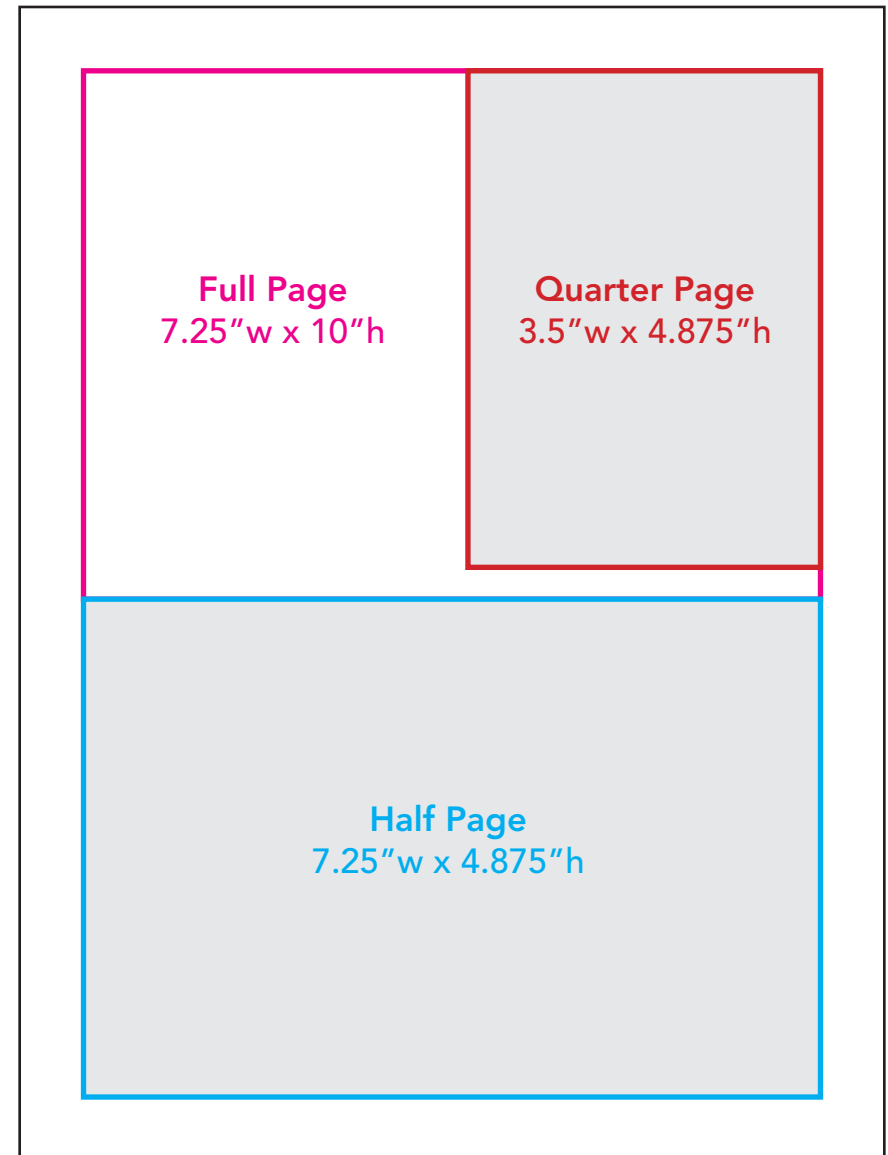 Full Page
7.25″w x 10″h
Quarter Page
3.5″w x 4.875″h
Half Page
7.25″w x 4.875″h